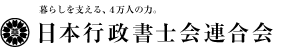 暮らしを支える、4万人の力。
日本行政書士会連合会